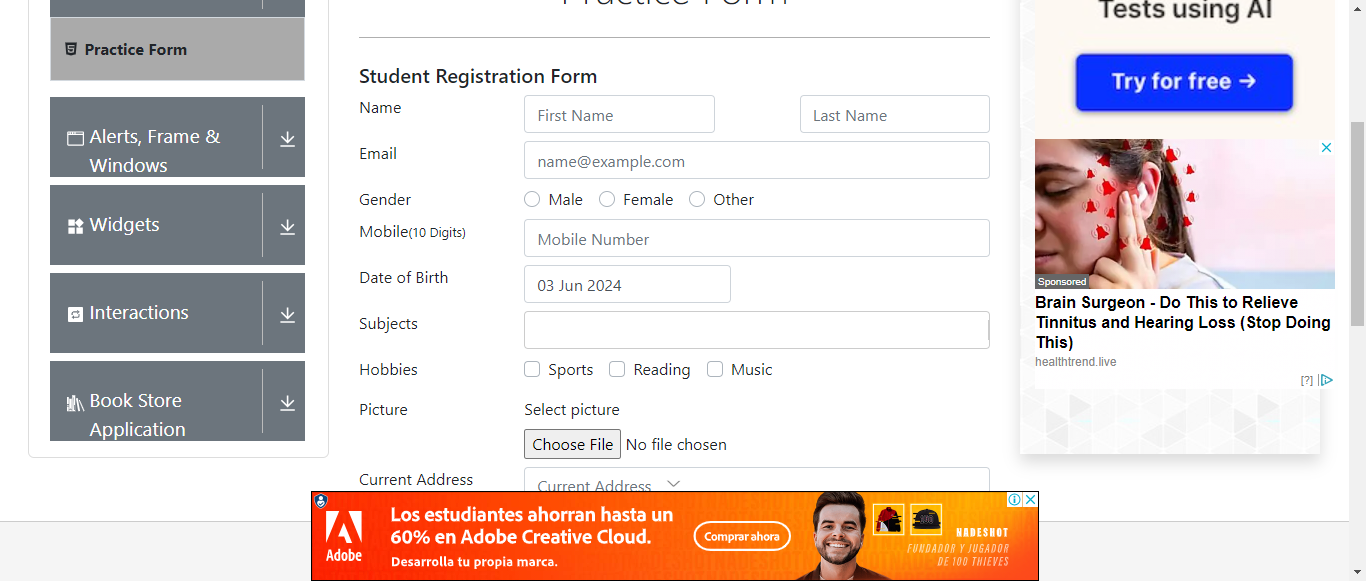 Practice Form
Practice Form
Alerts, Frame &
Windows
Widgets
Interactions
Book Store
Application
Student Registration Form
Name
First Name
Last Name
Email
name@example.com
Gender
Male
Female
Other
Mobile(10 Digits)
Mobile Number
Date of Birth
03 Jun 2024
Subjects
Hobbies
Sports
Reading
Music
Picture
Select picture
Choose File No file chosen
Current Address
Current Address
Tests using AI
Try for free →
Sponsored
Brain Surgeon - Do This to Relieve
Tinnitus and Hearing Loss (Stop Doing
This)
healthtrend.live
[?]
Adobe
Los estudiantes ahorran hasta un
60% en Adobe Creative Cloud.
Desarrolla tu propia marca.
Comprar ahora
NADESHOT
FUNDADOR Y JUGADOR
DE 100 THIEVES